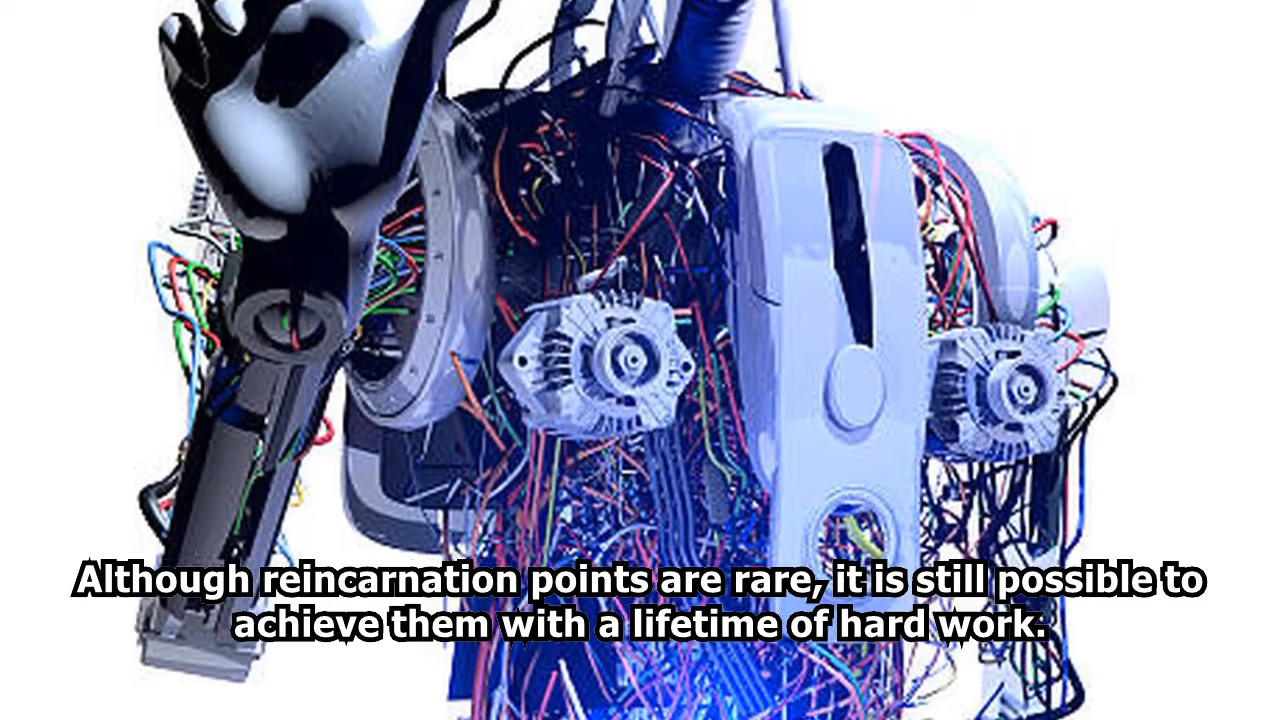 Although reincarnation points are rare, it is still possible to
achieve them with a lifetime of hard work.